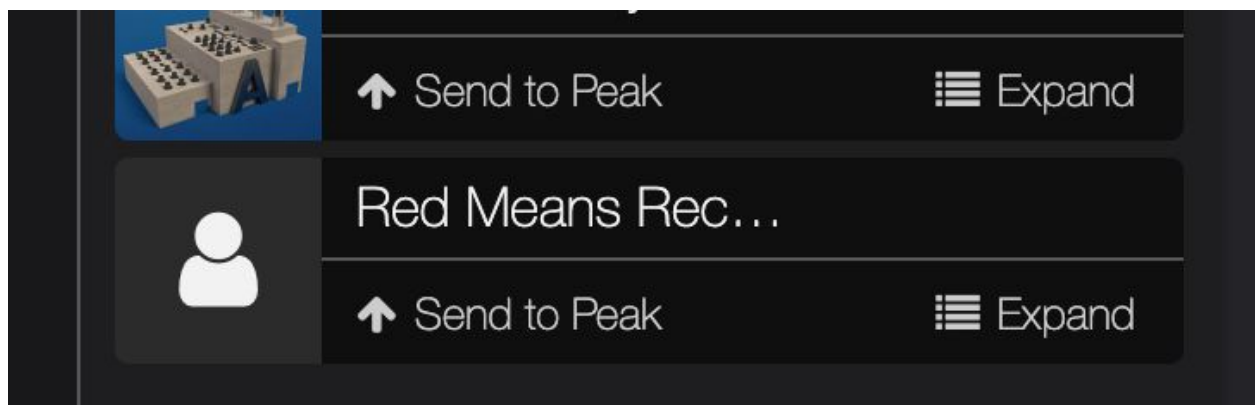 A
Send to Peak
Expand
Red Means Rec...
Send to Peak
Expand